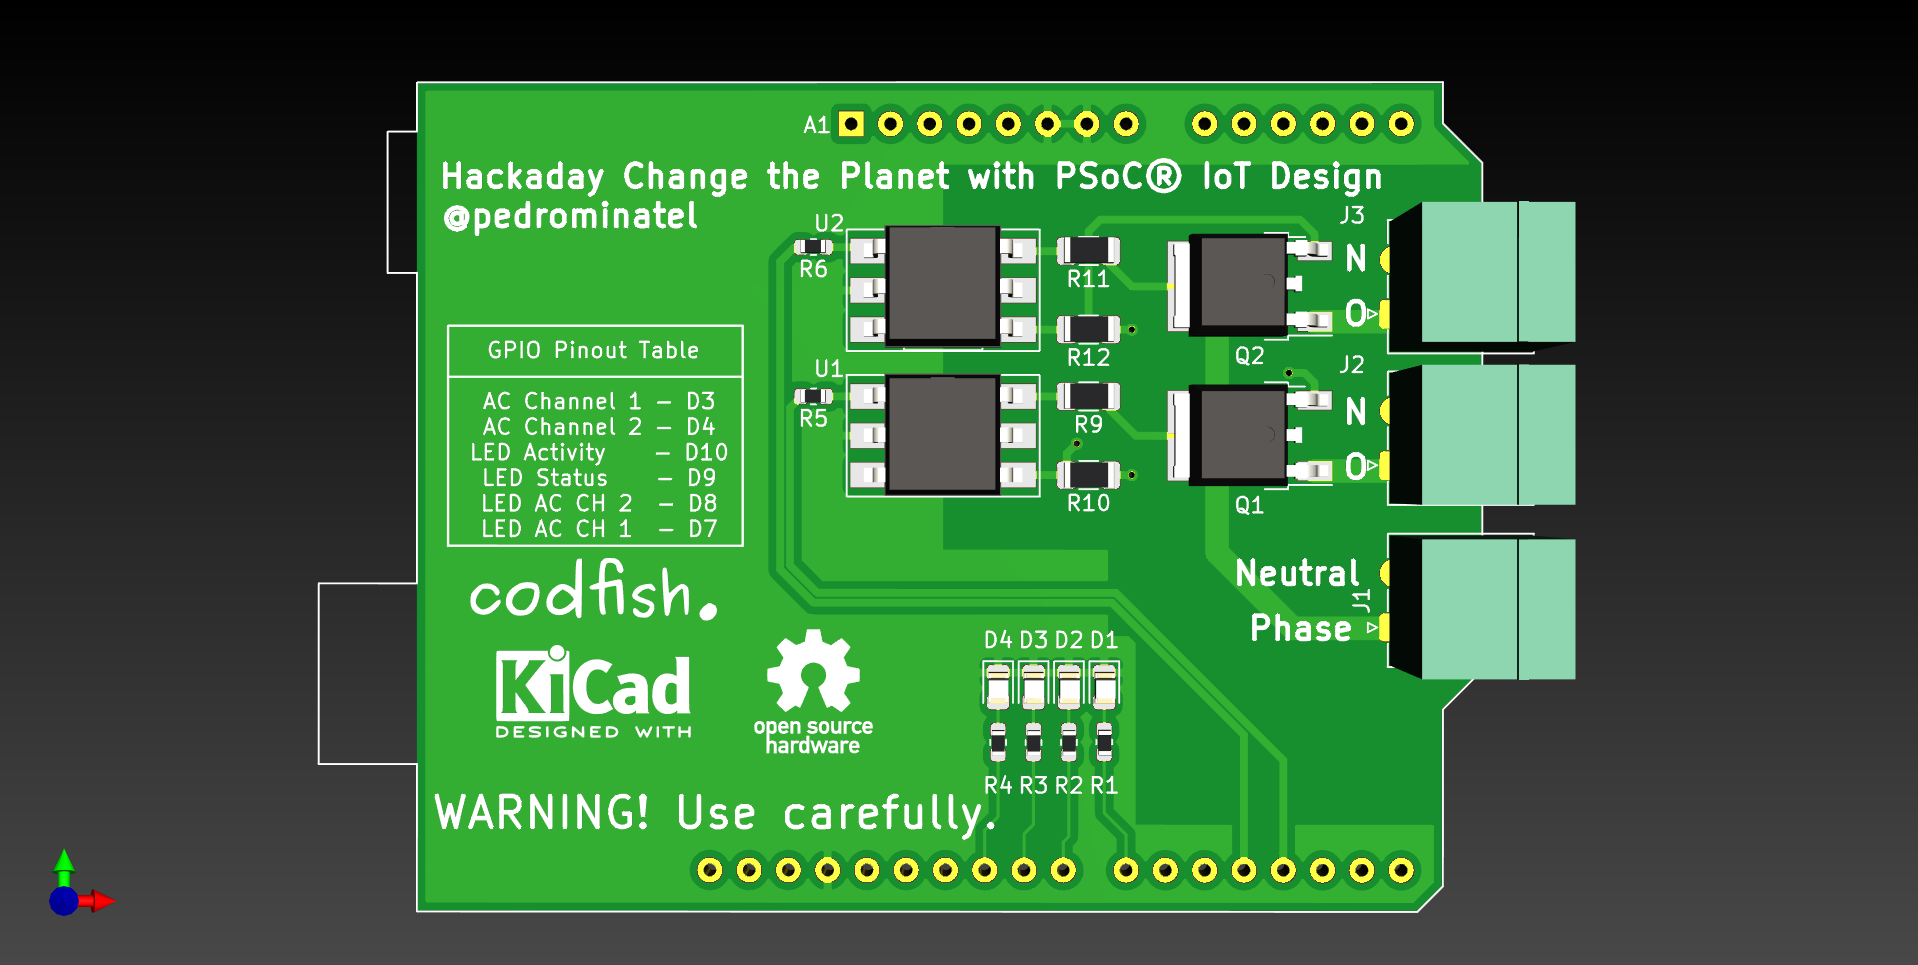 A1
Hackaday Change the Planet with PSoC® IoT Design
@pedrominatel
U2
J3
R6
R11
N
O
R12
Q2
U1
J2
R5
R9
N
O
R10
Q1
GPIO Pinout Table
AC Channel 1 – D3
AC Channel 2 – D4
LED Activity – D10
LED Status – D9
LED AC CH 2 – D8
LED AC CH 1 – D7
codfish.
Neutral
J1
Phase
KiCad
DESIGNED WITH
open source
hardware
D4 D3 D2 D1
R4 R3 R2 R1
WARNING! Use carefully.